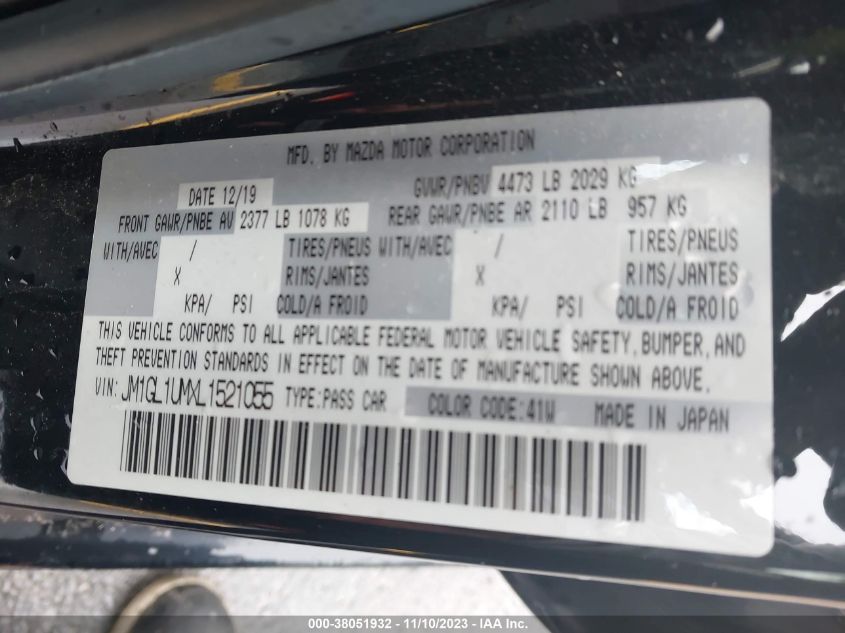 MFD. BY MAZDA MOTOR CORPORATION
DATE 12/19 GVWR/PNBV 4473 LB 2029 KG
FRONT GAWR/PNBE AV 2377 LB 1078 KG REAR GAWR/PNBE AR 2110 LB 957 KG
WITH/AVEC / TIRES/PNEUS WITH/AVEC / TIRES/PNEUS
X RIMS/JANTES X RIMS/JANTES
KPA/ PSI COLD/A FROID KPA/ PSI COLD/A FROID
THIS VEHICLE CONFORMS TO ALL APPLICABLE FEDERAL MOTOR VEHICLE SAFETY, BUMPER, AND
THEFT PREVENTION STANDARDS IN EFFECT ON THE DATE OF MANUFACTURE SHOWN ABOVE.
VIN: JM1GL1UMXL1521055 TYPE:PASS CAR COLOR CODE:41W MADE IN JAPAN
000-38051932 - 11/10/2023 - IAA Inc.